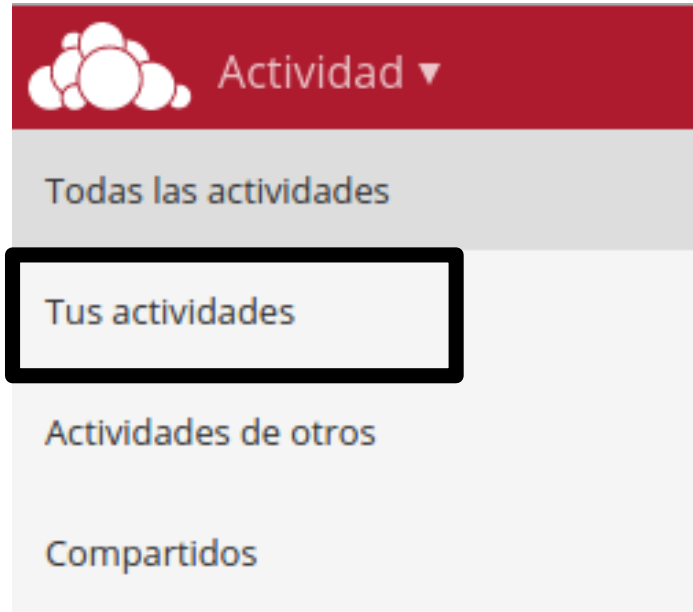 Actividad ▾
Todas las actividades
Tus actividades
Actividades de otros
Compartidos